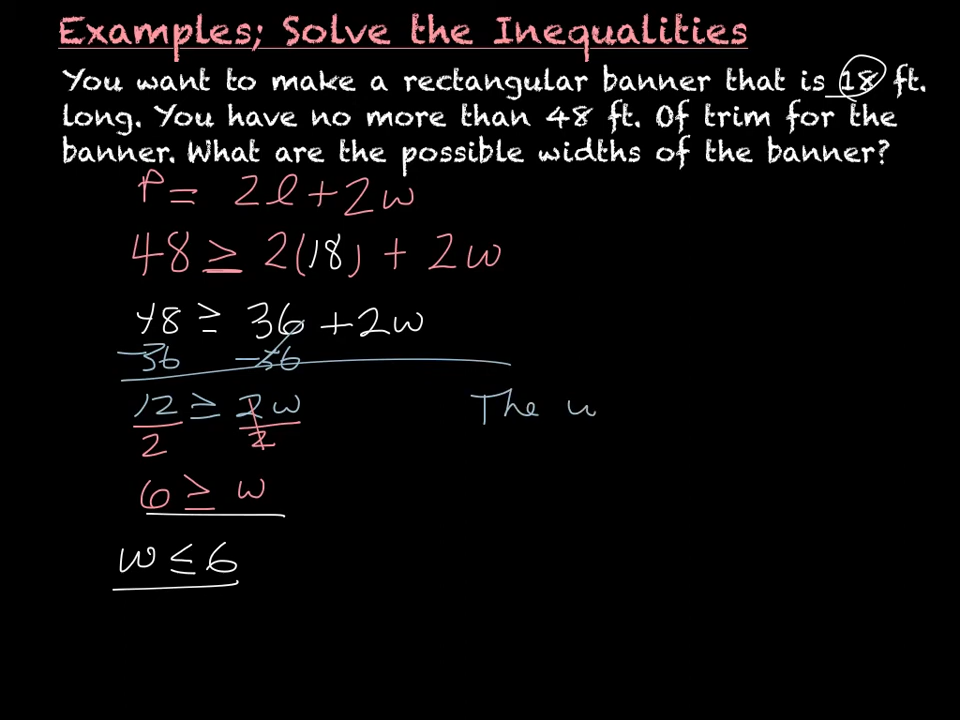 Examples; Solve the Inequalities
You want to make a rectangular banner that is 18 ft.
long. You have no more than 48 ft. Of trim for the
banner. What are the possible widths of the banner?
P = 2l + 2w
48 ≥ 2(18) + 2w
48 ≥ 36 + 2w
-36 -36
12 ≥ 2w
2 2
The w
6 ≥ w
w ≤ 6